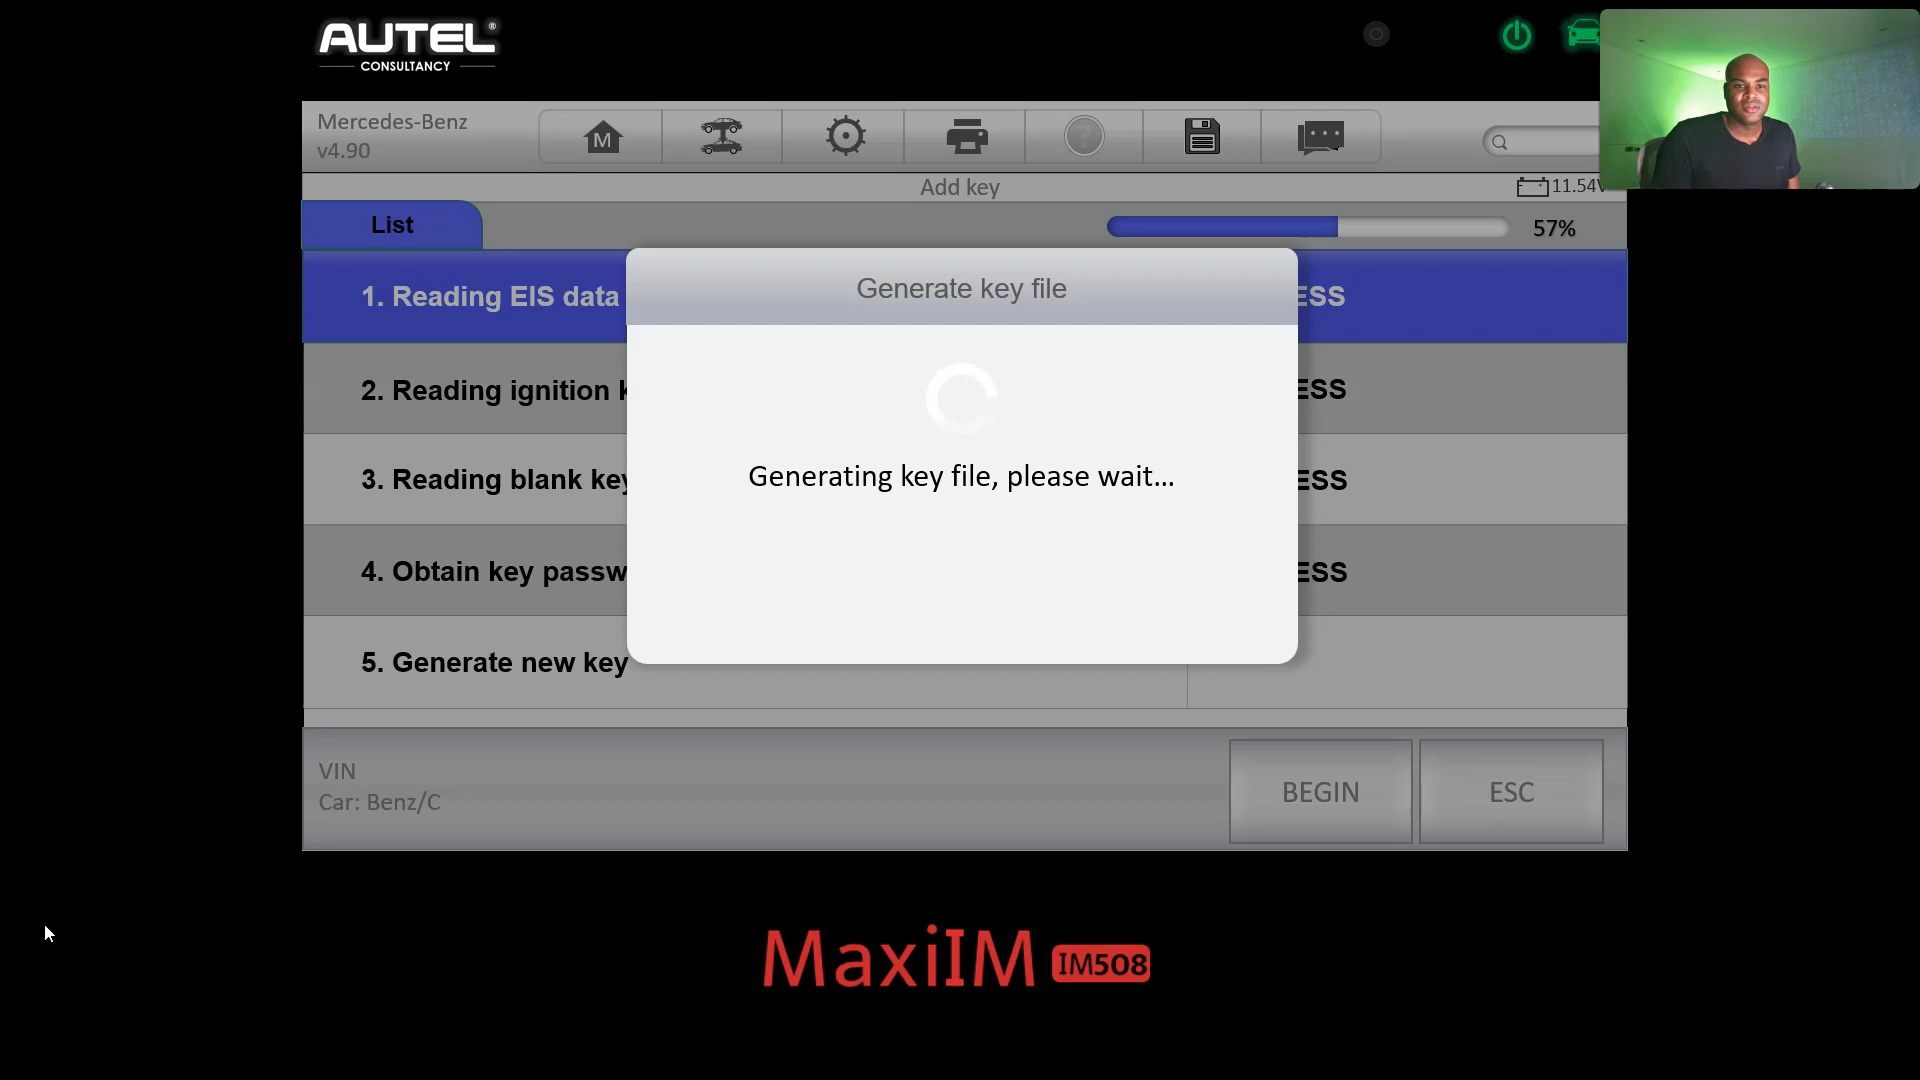 AUTEL®
CONSULTANCY
Mercedes-Benz
v4.90
M
?
Add key
11.54V
List
57%
Generate key file
1. Reading EIS data
ESS
2. Reading ignition k
ESS
Generating key file, please wait...
3. Reading blank key
ESS
4. Obtain key passw
ESS
5. Generate new key
VIN
Car: Benz/C
BEGIN
ESC
MaxiIM IM508